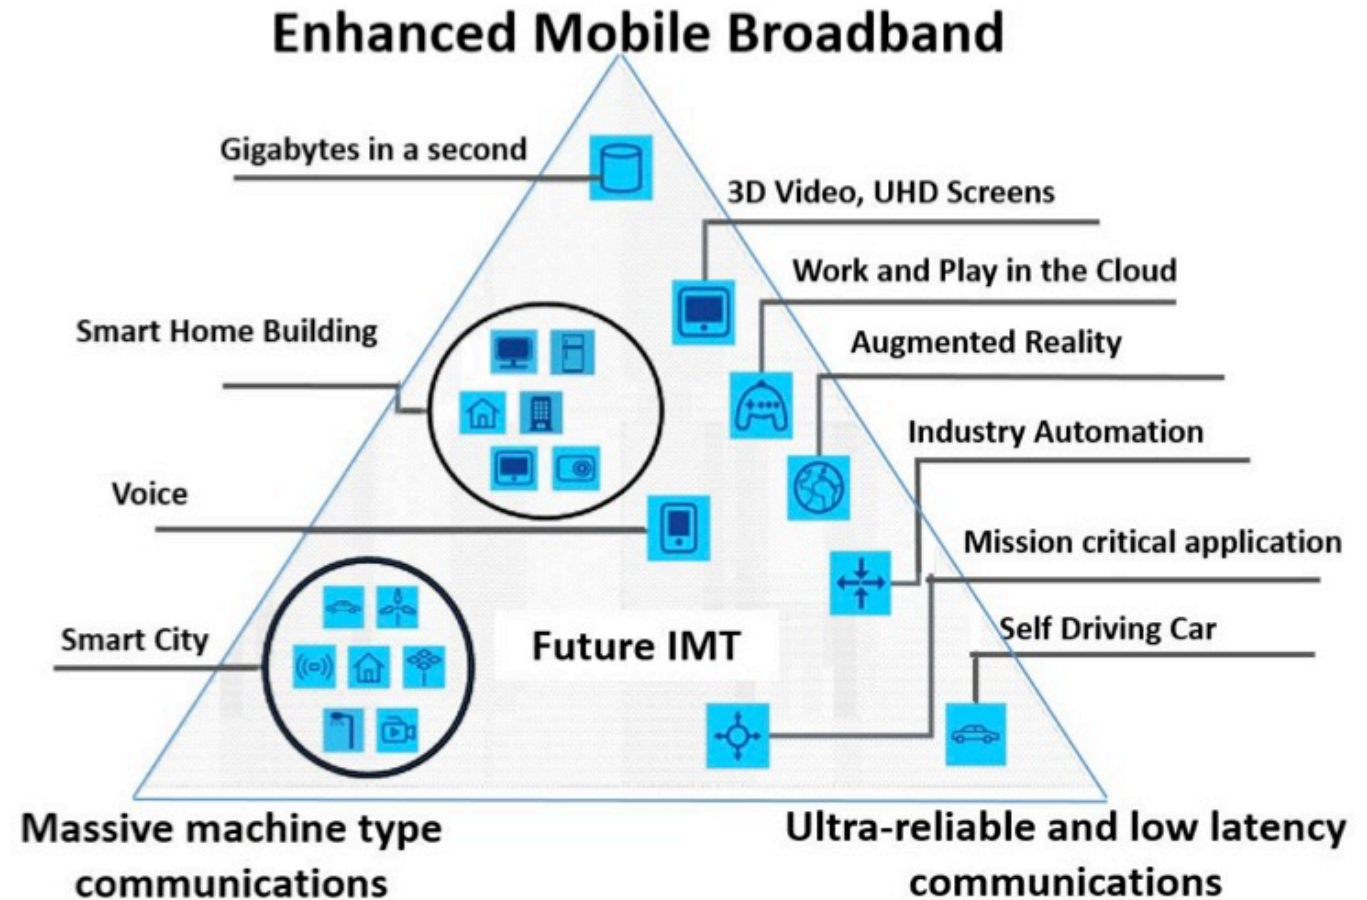 Enhanced Mobile Broadband
Gigabytes in a second
3D Video, UHD Screens
Work and Play in the Cloud
Smart Home Building
Augmented Reality
Industry Automation
Voice
Mission critical application
Self Driving Car
Smart City
Future IMT
Massive machine type
communications
Ultra-reliable and low latency
communications